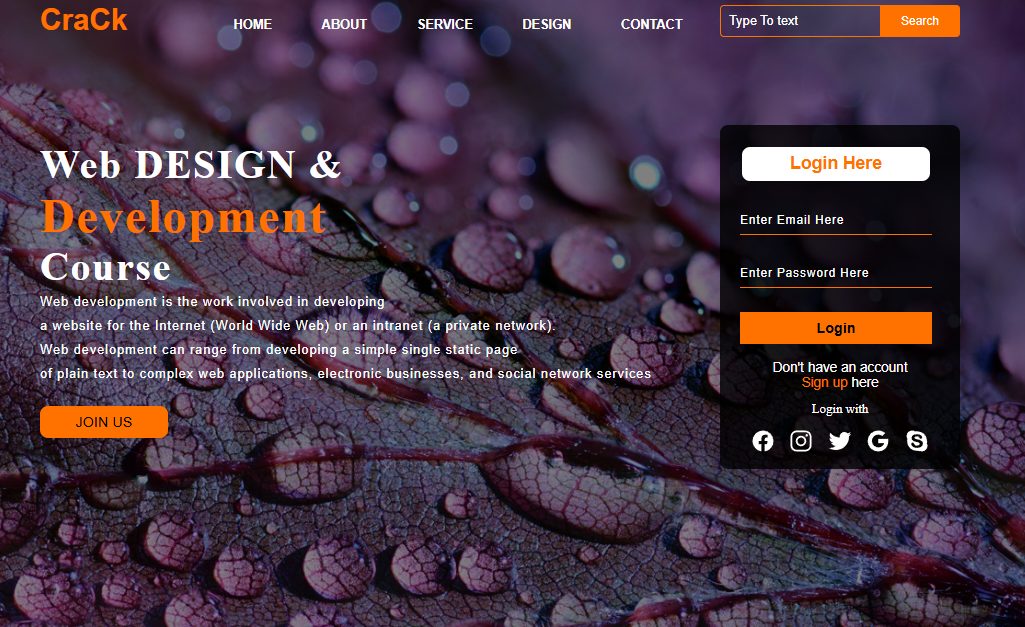 CraCk
HOME
ABOUT
SERVICE
DESIGN
CONTACT
Type To text
Search
Web DESIGN &
Development
Course
Web development is the work involved in developing
a website for the Internet (World Wide Web) or an intranet (a private network).
Web development can range from developing a simple single static page
of plain text to complex web applications, electronic businesses, and social network services
JOIN US
Login Here
Enter Email Here
Enter Password Here
Login
Don't have an account
Sign up here
Login with